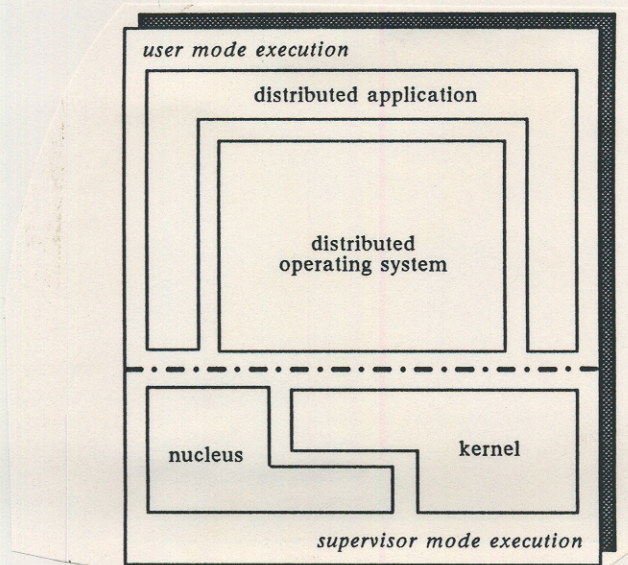 user mode execution
distributed application
distributed
operating system
nucleus
kernel
supervisor mode execution